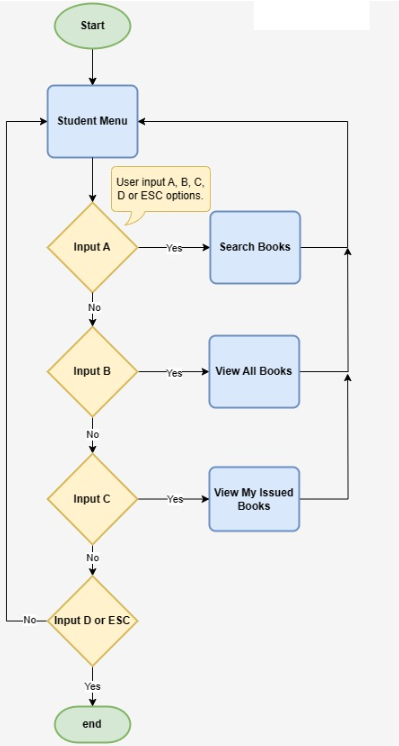 Start
Student Menu
User input A, B, C,
D or ESC options.
Input A
Yes
Search Books
No
Input B
Yes
View All Books
No
Input C
Yes
View My Issued
Books
No
No
Input D or ESC
Yes
end